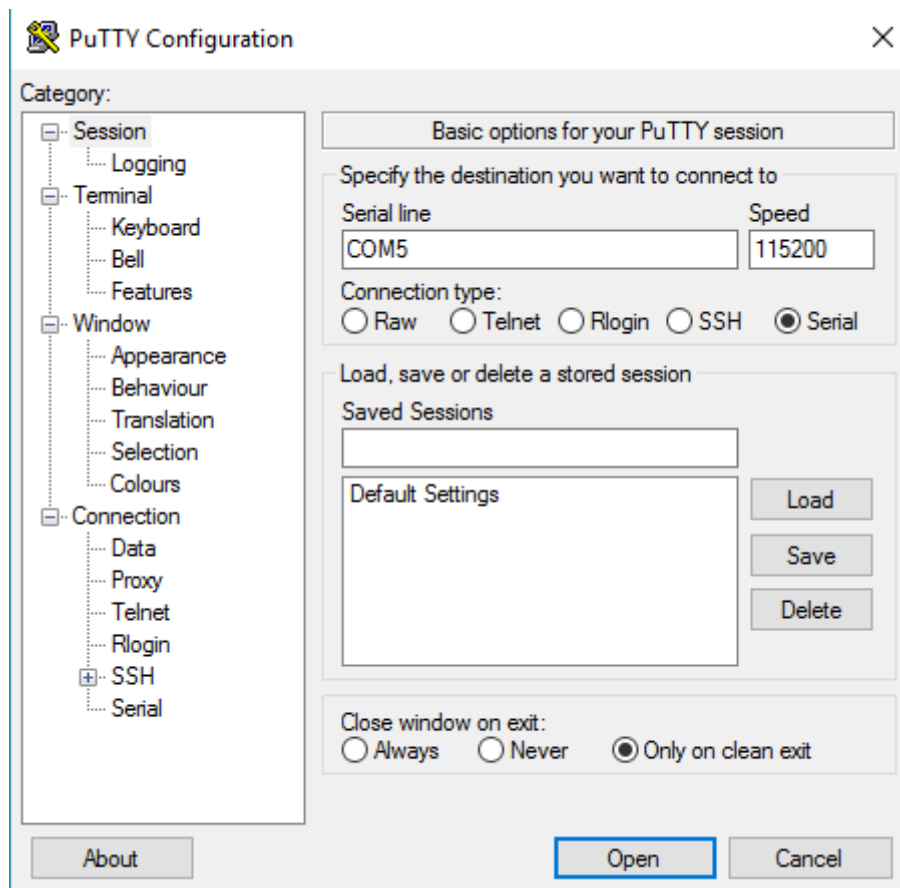 PuTTY Configuration
Category:
Session
Logging
Terminal
Keyboard
Bell
Features
Window
Appearance
Behaviour
Translation
Selection
Colours
Connection
Data
Proxy
Telnet
Rlogin
SSH
Serial
Basic options for your PuTTY session
Specify the destination you want to connect to
Serial line Speed
COM5 115200
Connection type:
Raw Telnet Rlogin SSH Serial
Load, save or delete a stored session
Saved Sessions
Default Settings
Load
Save
Delete
Close window on exit:
Always Never Only on clean exit
About Open Cancel